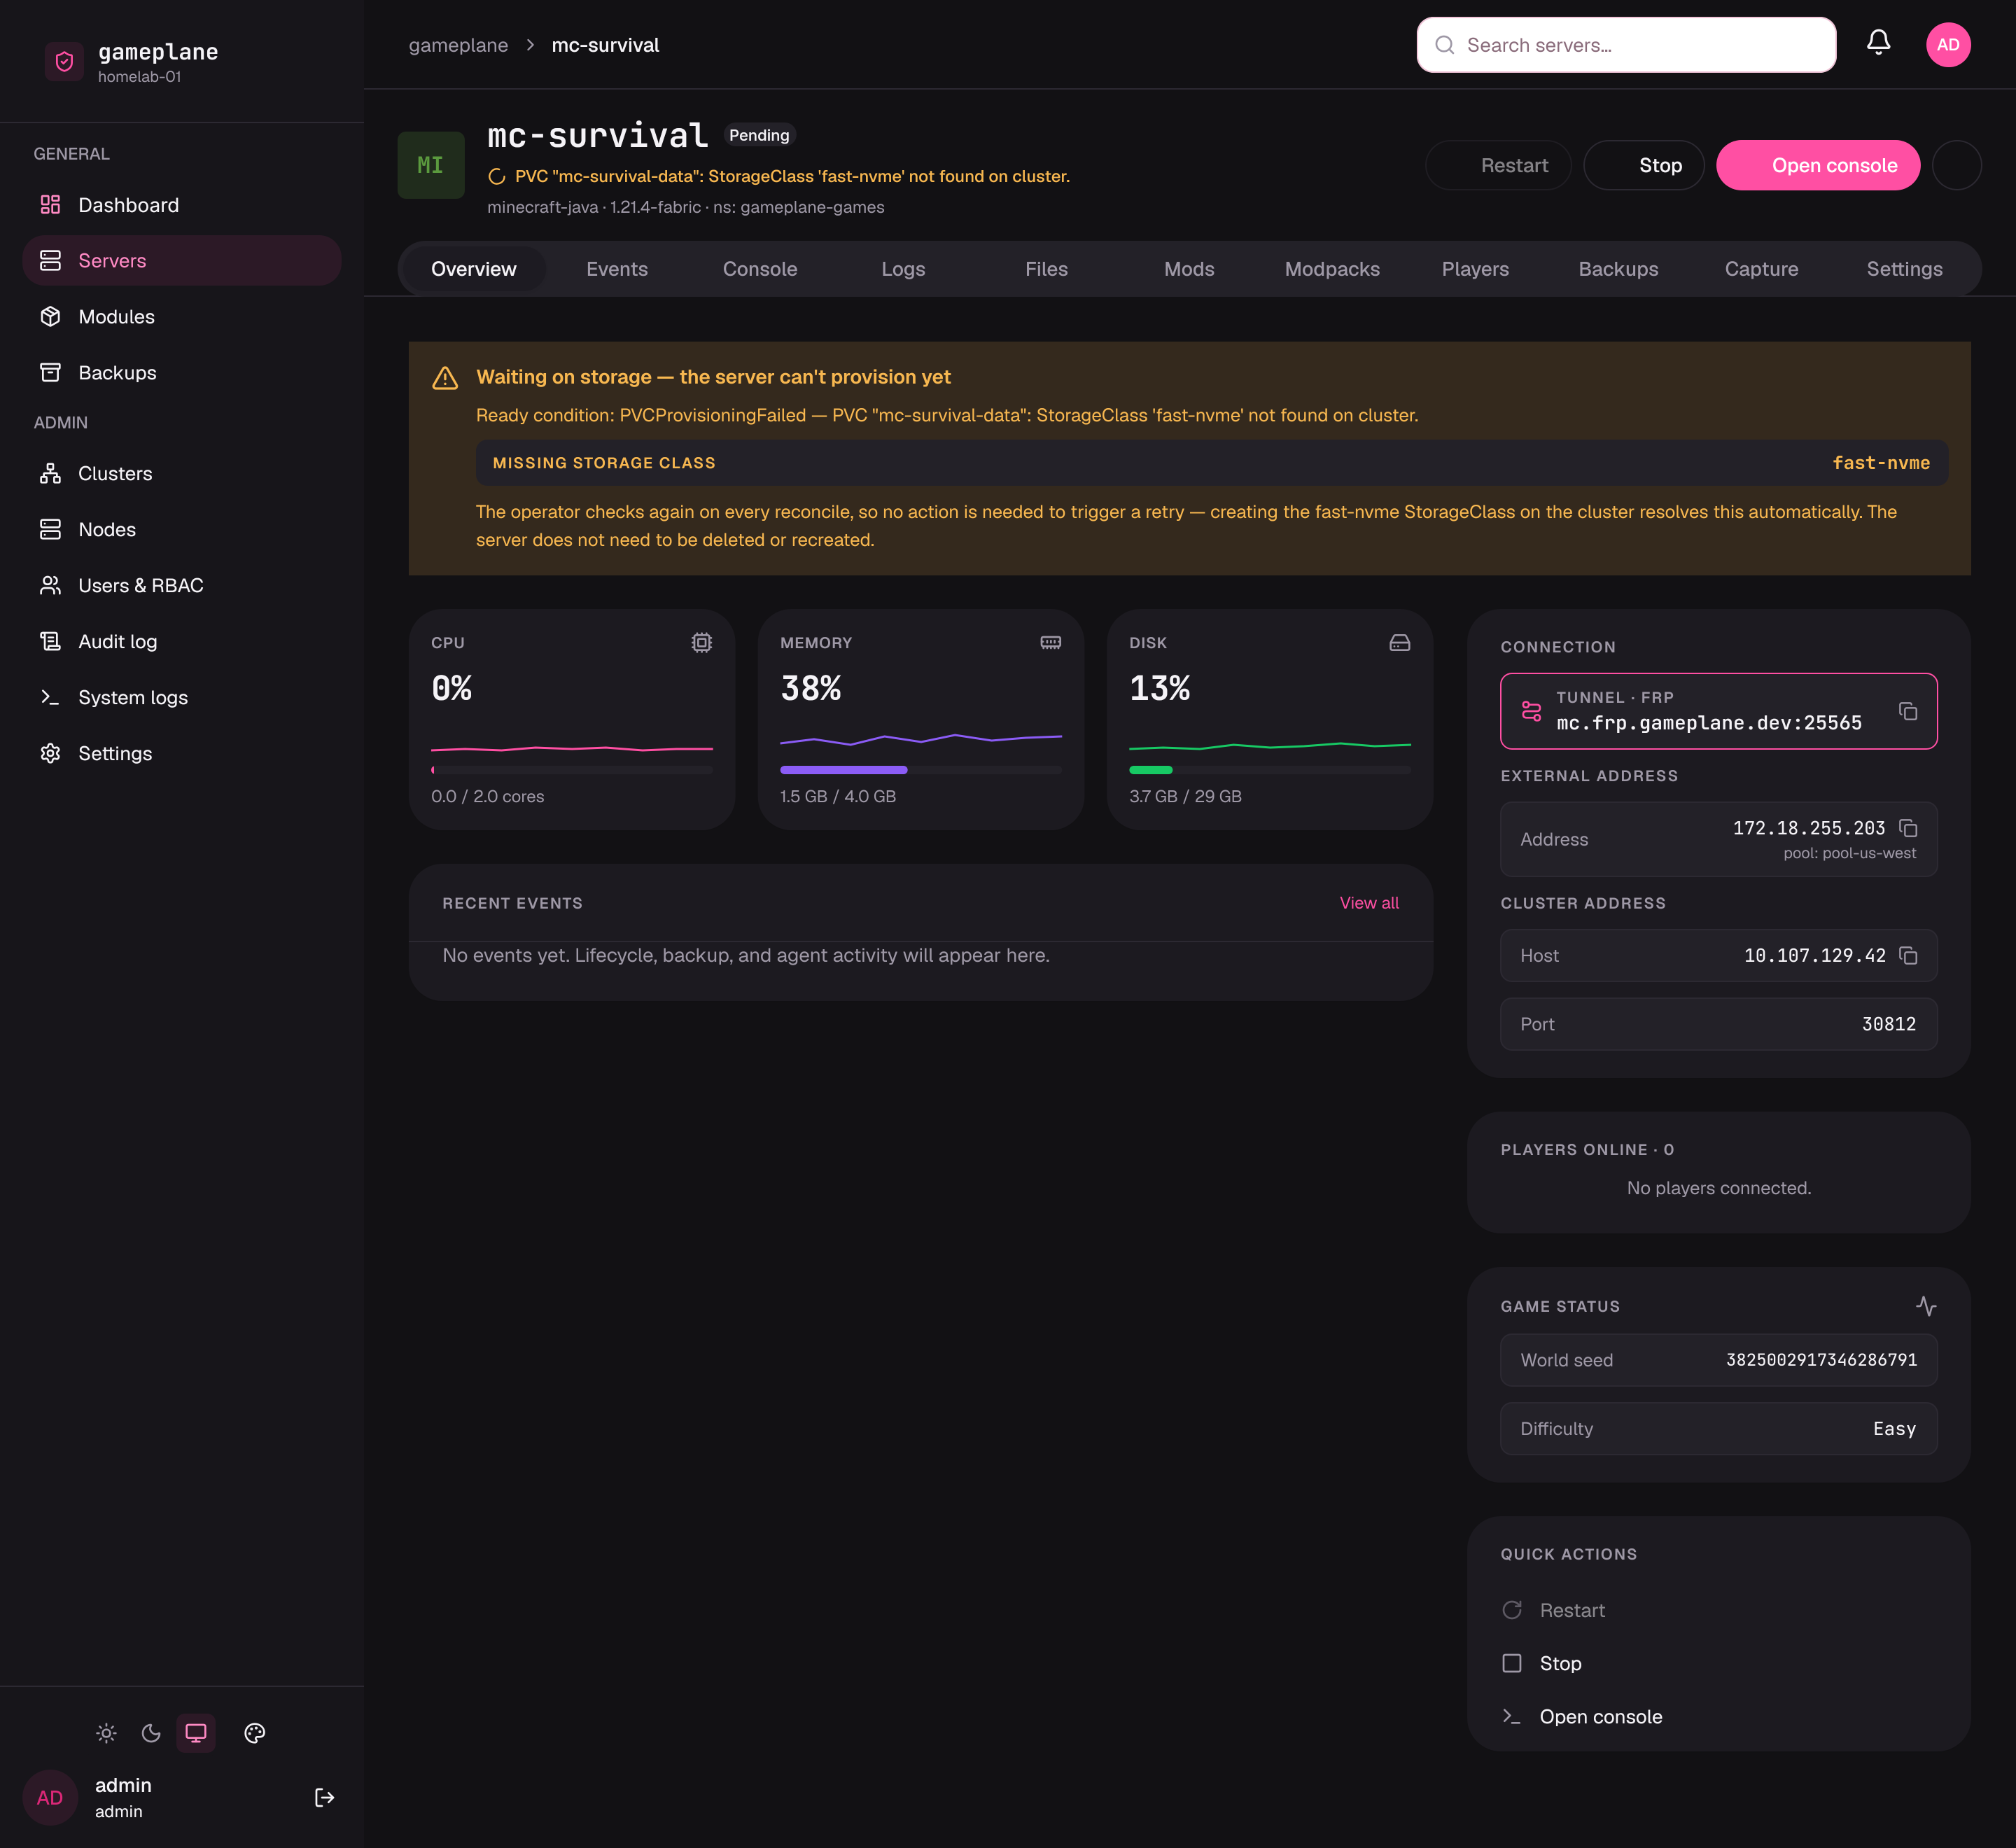 gameplane
homelab-01
GENERAL
Dashboard
Servers
Modules
Backups
ADMIN
Clusters
Nodes
Users & RBAC
Audit log
System logs
Settings
AD
admin
admin
gameplane
mc-survival
Search servers…
AD
MI
mc-survival
Pending
PVC "mc-survival-data": StorageClass 'fast-nvme' not found on cluster.
minecraft-java · 1.21.4-fabric · ns: gameplane-games
Restart
Stop
Open console
Overview
Events
Console
Logs
Files
Mods
Modpacks
Players
Backups
Capture
Settings
Waiting on storage — the server can't provision yet
Ready condition: PVCProvisioningFailed — PVC "mc-survival-data": StorageClass 'fast-nvme' not found on cluster.
MISSING STORAGE CLASS
fast-nvme
The operator checks again on every reconcile, so no action is needed to trigger a retry — creating the fast-nvme StorageClass on the cluster resolves this automatically. The
server does not need to be deleted or recreated.
CPU
0%
0.0 / 2.0 cores
MEMORY
38%
1.5 GB / 4.0 GB
DISK
13%
3.7 GB / 29 GB
RECENT EVENTS
View all
No events yet. Lifecycle, backup, and agent activity will appear here.
CONNECTION
TUNNEL · FRP
mc.frp.gameplane.dev:25565
EXTERNAL ADDRESS
Address
172.18.255.203
pool: pool-us-west
CLUSTER ADDRESS
Host
10.107.129.42
Port
30812
PLAYERS ONLINE · 0
No players connected.
GAME STATUS
World seed
3825002917346286791
Difficulty
Easy
QUICK ACTIONS
Restart
Stop
Open console